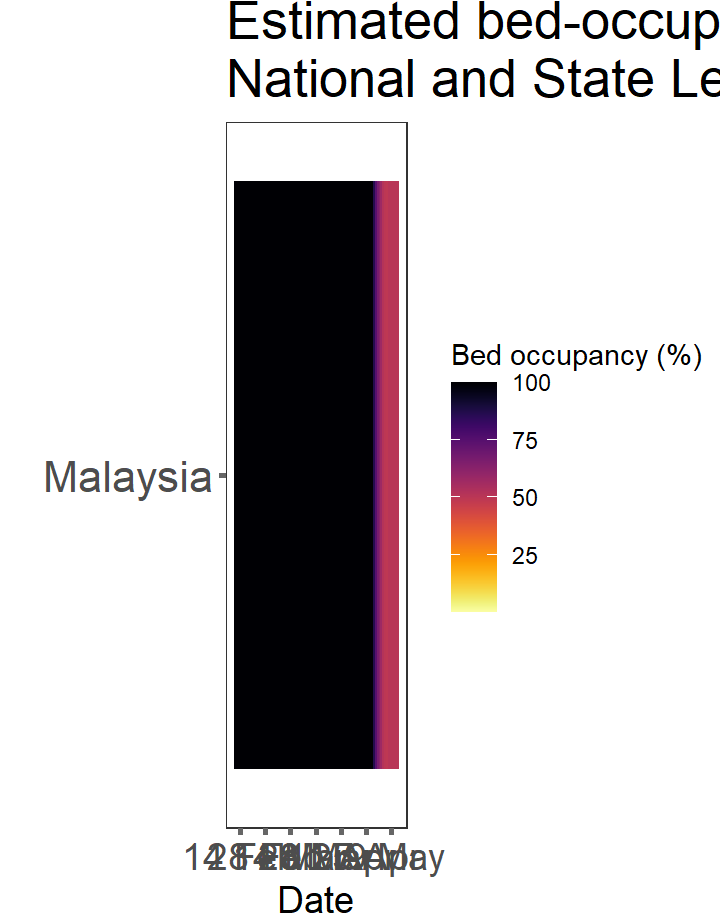 Estimated bed-occup
National and State Le
Bed occupancy (%)
100
75
50
25
Malaysia
Date